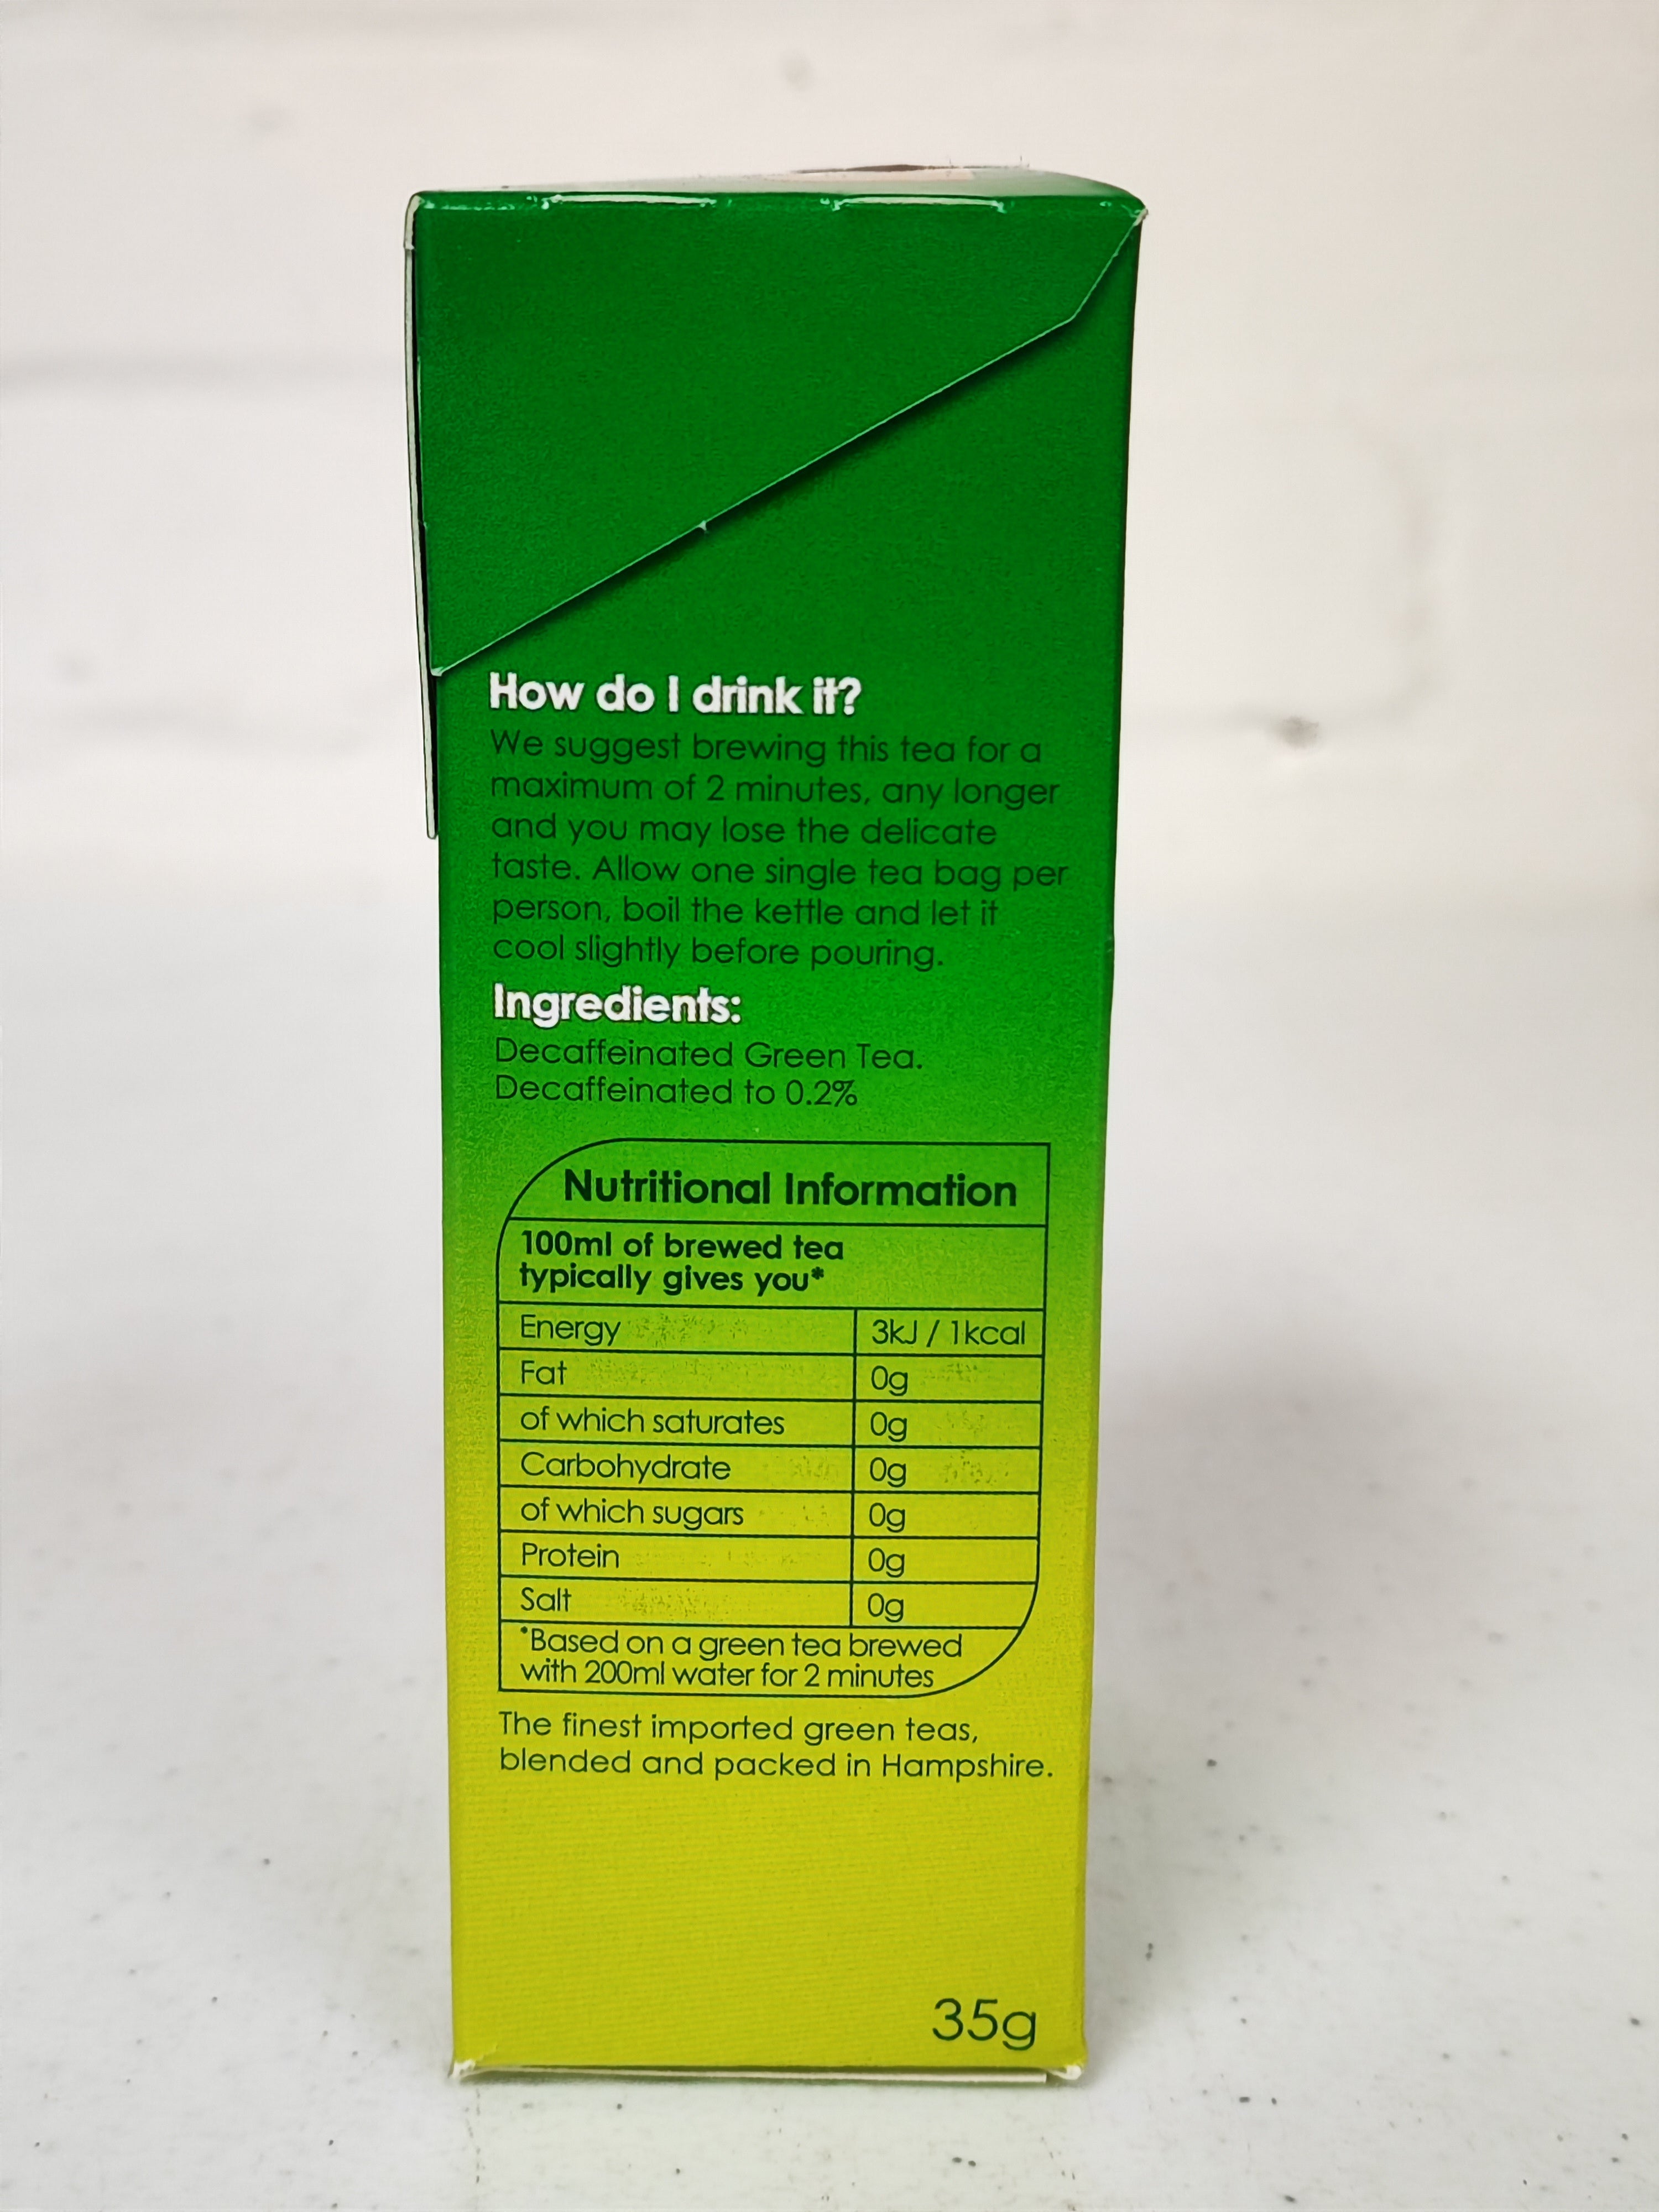 How do I drink it?
We suggest brewing this tea for a
maximum of 2 minutes, any longer
and you may lose the delicate
taste. Allow one single tea bag per
person, boil the kettle and let it
cool slightly before pouring.
Ingredients:
Decaffeinated Green Tea.
Decaffeinated to 0.2%
Nutritional Information
100ml of brewed tea
typically gives you*
Energy 3kJ / 1kcal
Fat 0g
of which saturates 0g
Carbohydrate 0g
of which sugars 0g
Protein 0g
Salt 0g
*Based on a green tea brewed
with 200ml water for 2 minutes
The finest imported green teas,
blended and packed in Hampshire.
35g